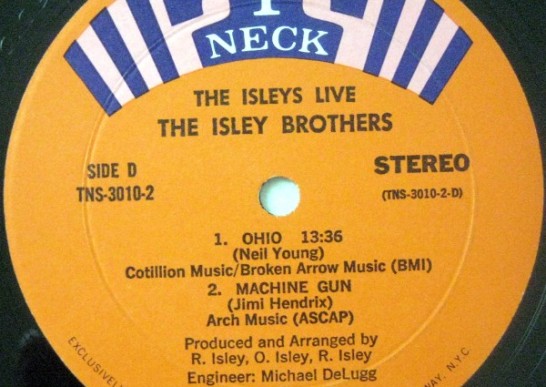 T
NECK
THE ISLEYS LIVE
THE ISLEY BROTHERS
SIDE D
TNS-3010-2
STEREO
(TNS-3010-2-D)
1. OHIO 13:36
(Neil Young)
Cotillion Music/Broken Arrow Music (BMI)
2. MACHINE GUN
(Jimi Hendrix)
Arch Music (ASCAP)
Produced and Arranged by
R. Isley, O. Isley, R. Isley
Engineer: Michael DeLugg
EXCLUSIVELY
WAY, N.Y.C